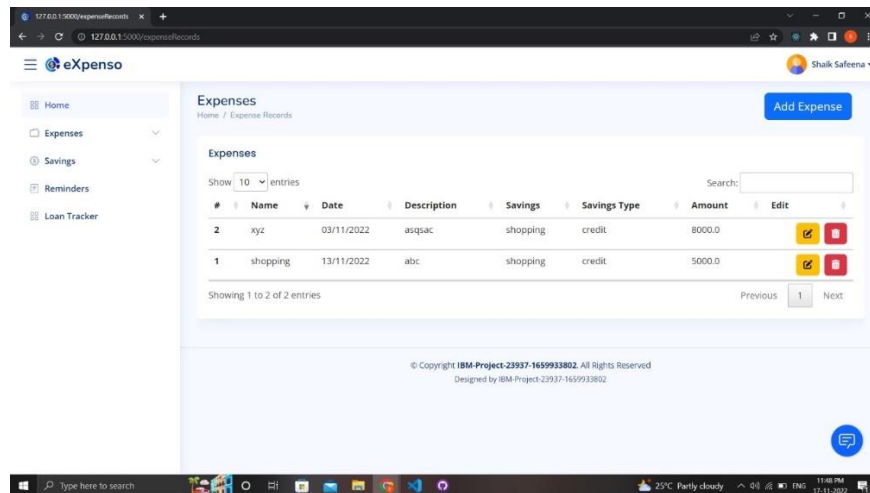 127.0.0.1:5000/expenseRecords
127.0.0.1:5000/expenseRecords
eXpenso
Shaik Safeena
Home
Expenses
Savings
Reminders
Loan Tracker
Expenses
Home / Expense Records
Add Expense
Expenses
Show 10 entries
Search:
# Name Date Description Savings Savings Type Amount Edit
2 xyz 03/11/2022 asqsac shopping credit 8000.0
1 shopping 13/11/2022 abc shopping credit 5000.0
Showing 1 to 2 of 2 entries
Previous 1 Next
© Copyright IBM-Project-23937-1659933802. All Rights Reserved
Designed by IBM-Project-23937-1659933802
Type here to search
25°C Partly cloudy
ENG
11:48 PM
17-11-2022